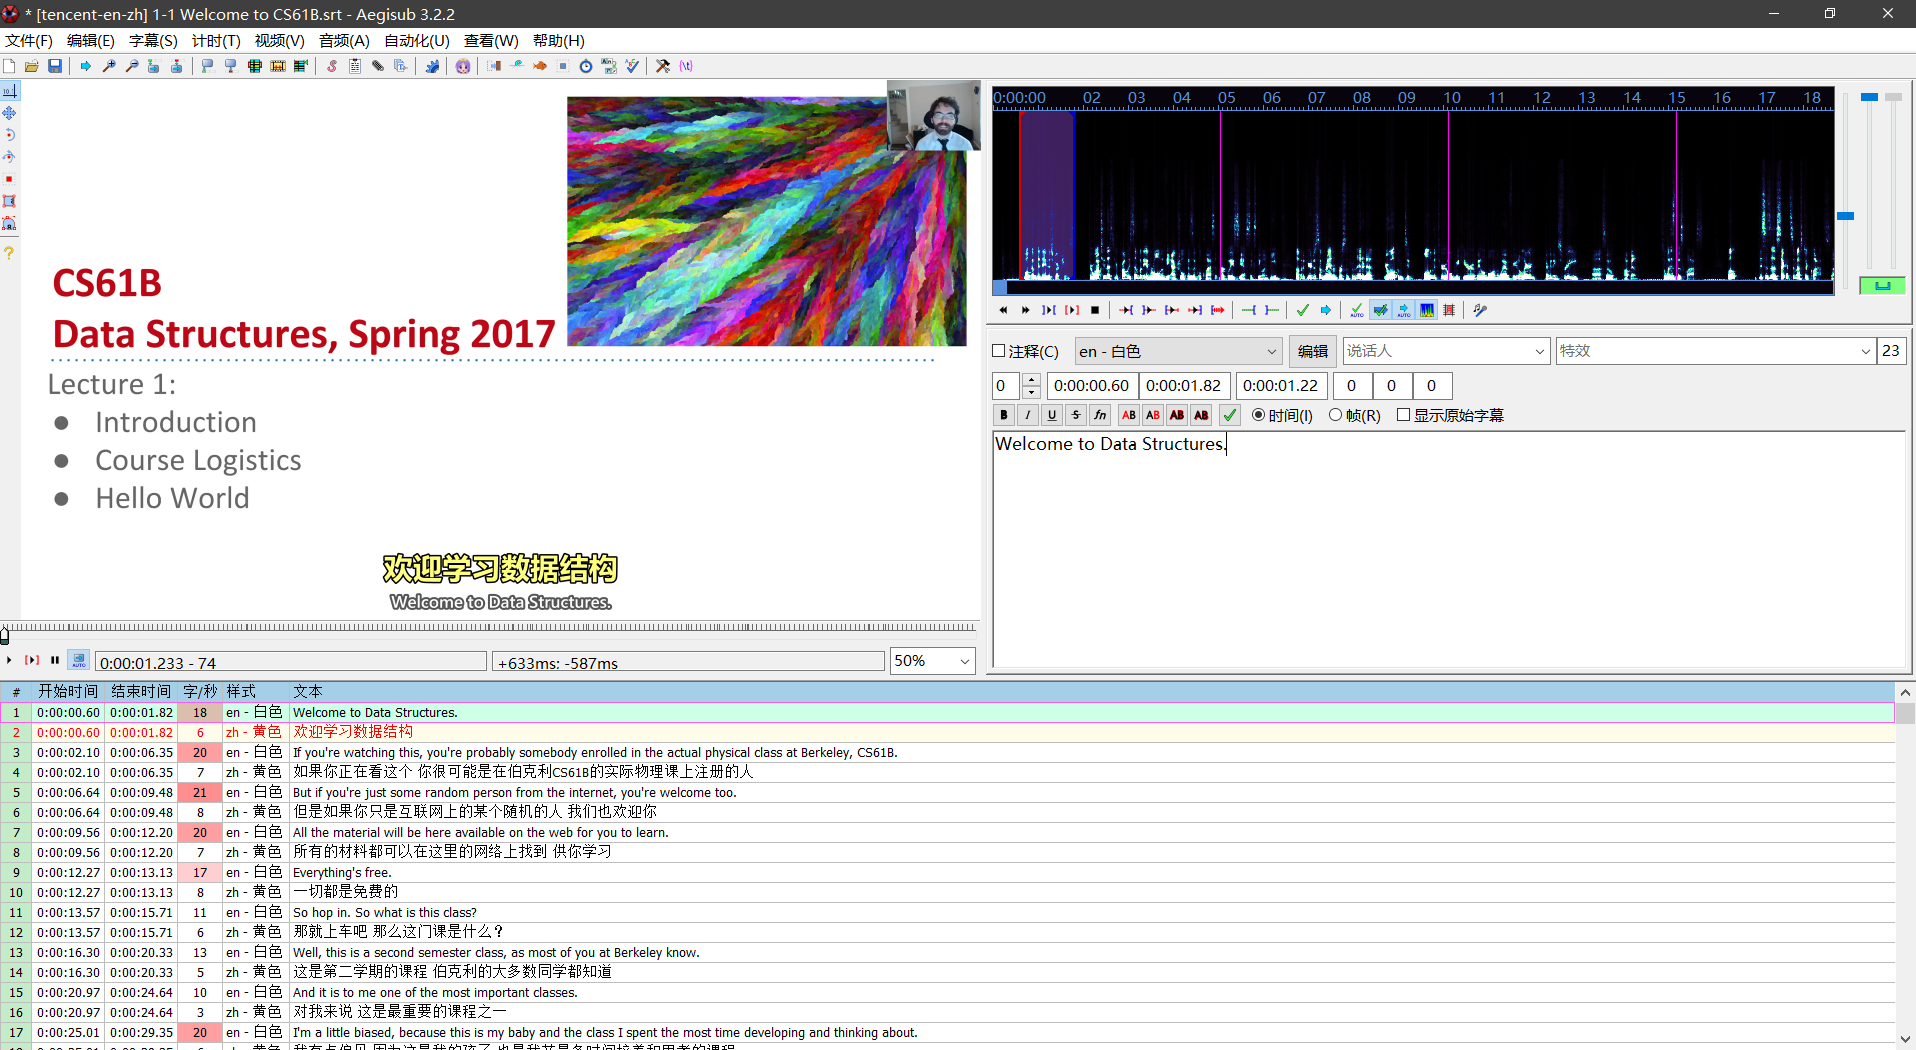 * [tencent-en-zh] 1-1 Welcome to CS61B.srt - Aegisub 3.2.2
文件(F) 编辑(E) 字幕(S) 计时(T) 视频(V) 音频(A) 自动化(U) 查看(W) 帮助(H)
CS61B
Data Structures, Spring 2017
Lecture 1:
● Introduction
● Course Logistics
● Hello World
欢迎学习数据结构
Welcome to Data Structures.
0:00:01.233 - 74
+633ms: -587ms
50%
0:00:00 02 03 04 05 06 07 08 09 10 11 12 13 14 15 16 17 18
注释(C) en - 白色 编辑 说话人 特效 23
0 0:00:00.60 0:00:01.82 0:00:01.22 0 0 0
B I U S fn AB AB AB AB 时间(I) 帧(R) 显示原始字幕
Welcome to Data Structures.
# 开始时间 结束时间 字/秒 样式 文本
1 0:00:00.60 0:00:01.82 18 en - 白色 Welcome to Data Structures.
2 0:00:00.60 0:00:01.82 6 zh - 黄色 欢迎学习数据结构
3 0:00:02.10 0:00:06.35 20 en - 白色 If you're watching this, you're probably somebody enrolled in the actual physical class at Berkeley, CS61B.
4 0:00:02.10 0:00:06.35 7 zh - 黄色 如果你正在看这个 你很可能是在伯克利CS61B的实际物理课上注册的人
5 0:00:06.64 0:00:09.48 21 en - 白色 But if you're just some random person from the internet, you're welcome too.
6 0:00:06.64 0:00:09.48 8 zh - 黄色 但是如果你只是互联网上的某个随机的人 我们也欢迎你
7 0:00:09.56 0:00:12.20 20 en - 白色 All the material will be here available on the web for you to learn.
8 0:00:09.56 0:00:12.20 7 zh - 黄色 所有的材料都可以在这里的网络上找到 供你学习
9 0:00:12.27 0:00:13.13 17 en - 白色 Everything's free.
10 0:00:12.27 0:00:13.13 8 zh - 黄色 一切都是免费的
11 0:00:13.57 0:00:15.71 11 en - 白色 So hop in. So what is this class?
12 0:00:13.57 0:00:15.71 6 zh - 黄色 那就上车吧 那么这门课是什么？
13 0:00:16.30 0:00:20.33 13 en - 白色 Well, this is a second semester class, as most of you at Berkeley know.
14 0:00:16.30 0:00:20.33 5 zh - 黄色 这是第二学期的课程 伯克利的大多数同学都知道
15 0:00:20.97 0:00:24.64 10 en - 白色 And it is to me one of the most important classes.
16 0:00:20.97 0:00:24.64 3 zh - 黄色 对我来说 这是最重要的课程之一
17 0:00:25.01 0:00:29.35 20 en - 白色 I'm a little biased, because this is my baby and the class I spent the most time developing and thinking about.